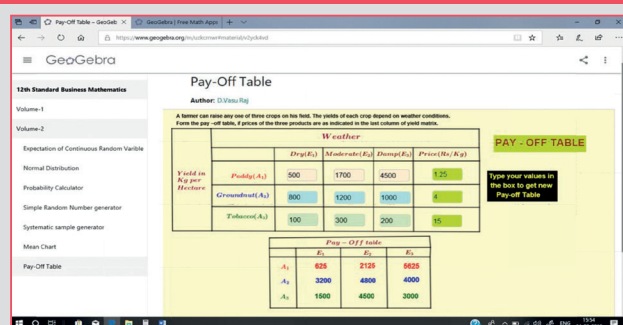 Pay-Off Table – GeoGeb
GeoGebra | Free Math Apps
https://www.geogebra.org/m/
GeoGebra
12th Standard Business Mathematics
Volume-1
Volume-2
Expectation of Continuous Random Varible
Normal Distribution
Probability Calculator
Simple Random Number generator
Systematic sample generator
Mean Chart
Pay-Off Table
Pay-Off Table
Author: D.Vasu Raj
A farmer can raise any one of three crops on his field. The yields of each crop depend on weather conditions.
Form the pay -off table, if prices of the three products are as indicated in the last column of yield matrix.
Weather
Dry(E₁) Moderate(E₂) Damp(E₃) Price(Rs/Kg)
Yield in
Kg per
Hectare
Paddy(A₁) 500 1700 4500 1.25
Groundnut(A₂) 800 1200 1000 4
Tobacco(A₃) 100 300 200 15
PAY - OFF TABLE
Type your values in
the box to get new
Pay-off Table
Pay – Off table
E₁ E₂ E₃
A₁ 625 2125 5625
A₂ 3200 4800 4000
A₃ 1500 4500 3000
ENG
15:54